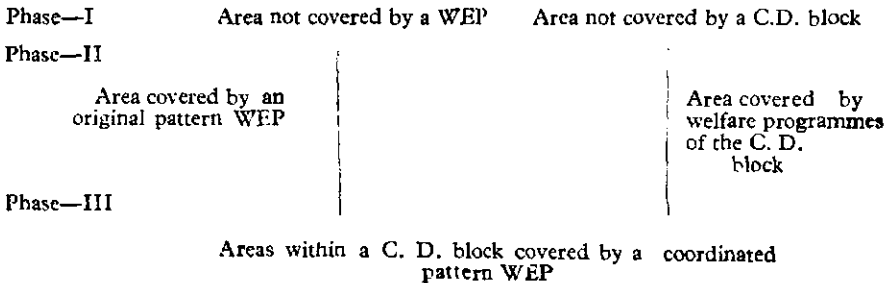 Phase—I Area not covered by a WEP Area not covered by a C.D. block
Phase—II
Area covered by an
original pattern WEP
Area covered by
welfare programmes
of the C. D.
block
Phase—III
Areas within a C. D. block covered by a coordinated
pattern WEP